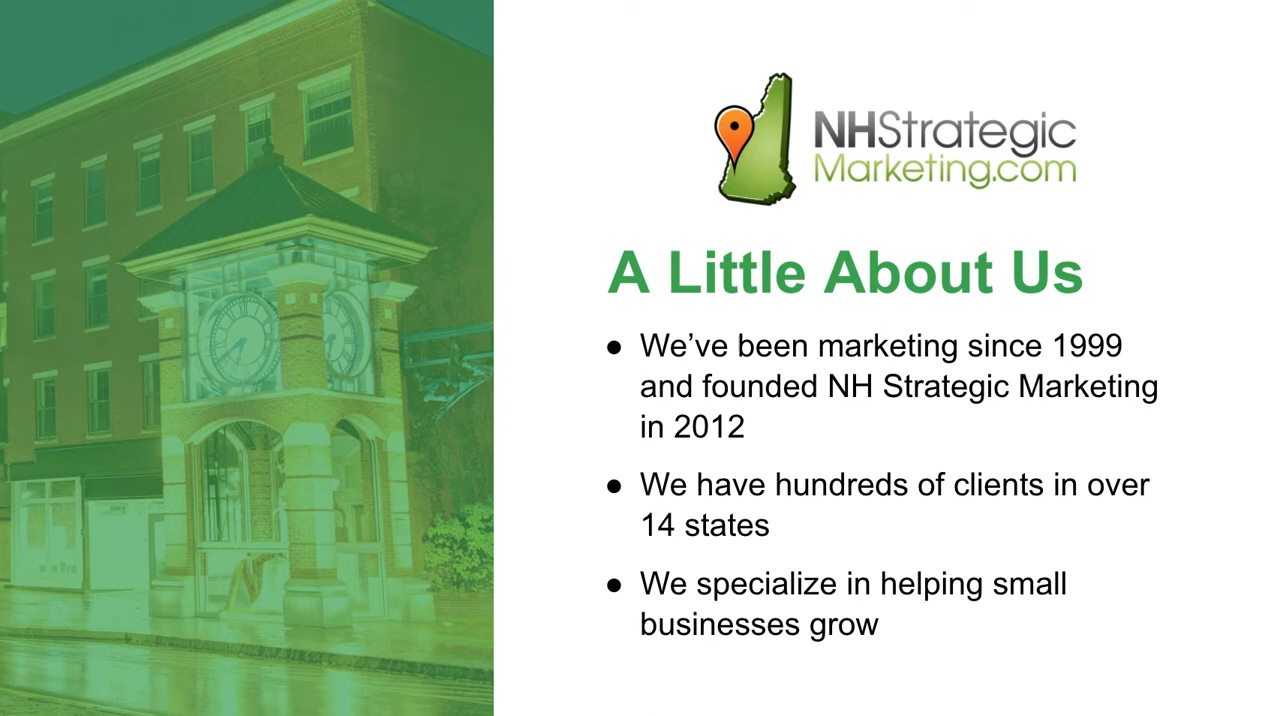 NHStrategic
Marketing.com
A Little About Us
● We’ve been marketing since 1999
and founded NH Strategic Marketing
in 2012
● We have hundreds of clients in over
14 states
● We specialize in helping small
businesses grow